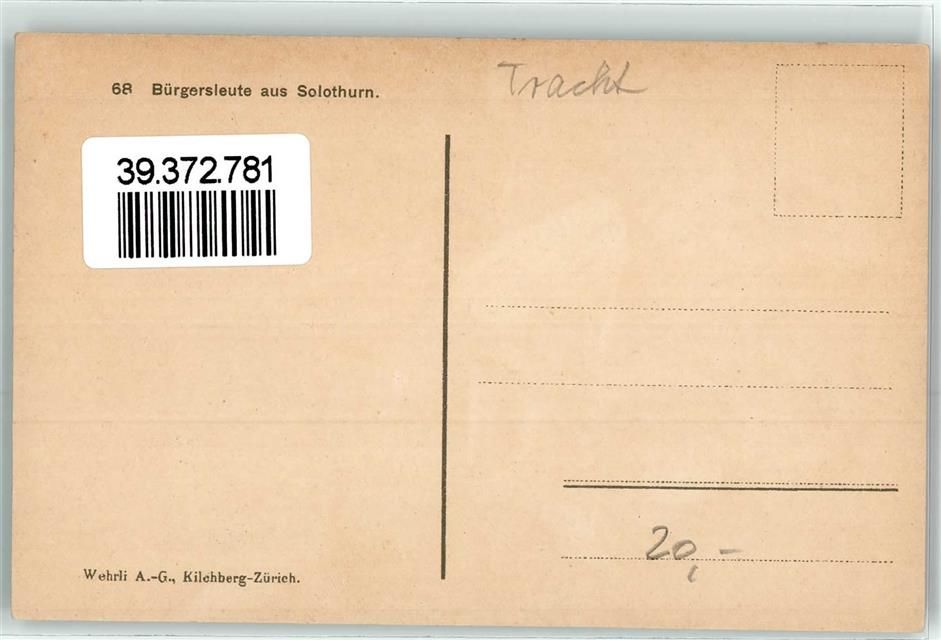 68 Bürgersleute aus Solothurn.
Tracht
39.372.781
20,-
Wehrli A.-G., Kilchberg-Zürich.